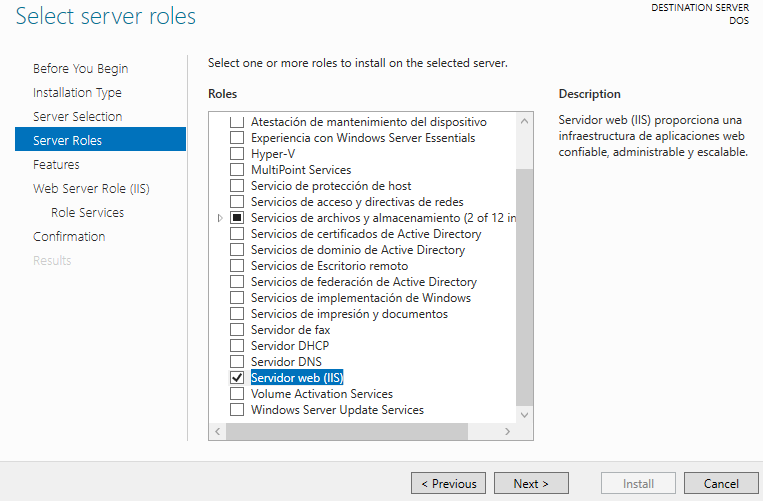 Select server roles
DESTINATION SERVER
DOS
Before You Begin
Installation Type
Server Selection
Server Roles
Features
Web Server Role (IIS)
Role Services
Confirmation
Results
Select one or more roles to install on the selected server.
Roles
Atestación de mantenimiento del dispositivo
Experiencia con Windows Server Essentials
Hyper-V
MultiPoint Services
Servicio de protección de host
Servicios de acceso y directivas de redes
Servicios de archivos y almacenamiento (2 of 12 in
Servicios de certificados de Active Directory
Servicios de dominio de Active Directory
Servicios de Escritorio remoto
Servicios de federación de Active Directory
Servicios de implementación de Windows
Servicios de impresión y documentos
Servidor de fax
Servidor DHCP
Servidor DNS
Servidor web (IIS)
Volume Activation Services
Windows Server Update Services
Description
Servidor web (IIS) proporciona una
infraestructura de aplicaciones web
confiable, administrable y escalable.
< Previous
Next >
Install
Cancel